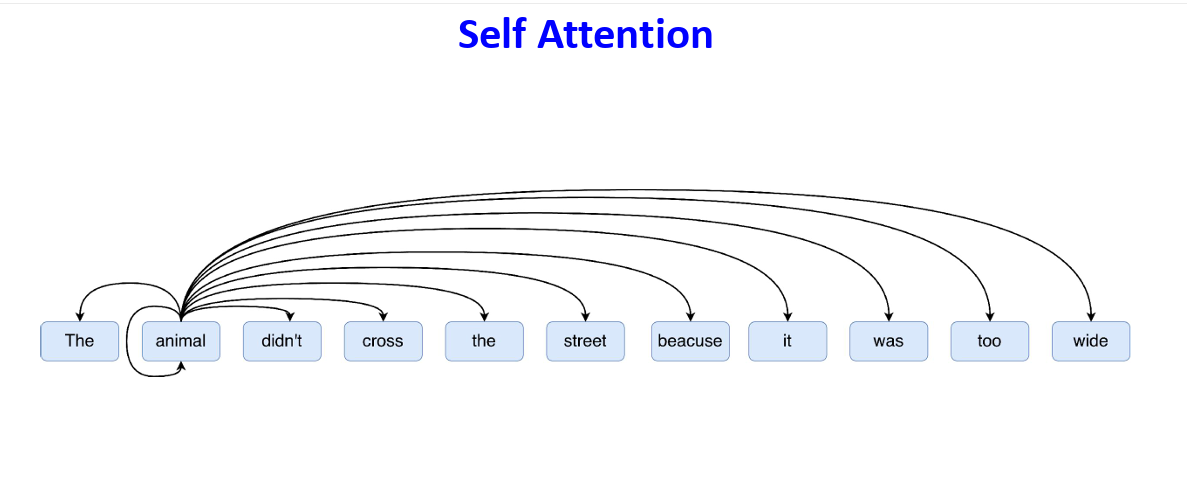 Self Attention
The animal didn't cross the street beacuse it was too wide